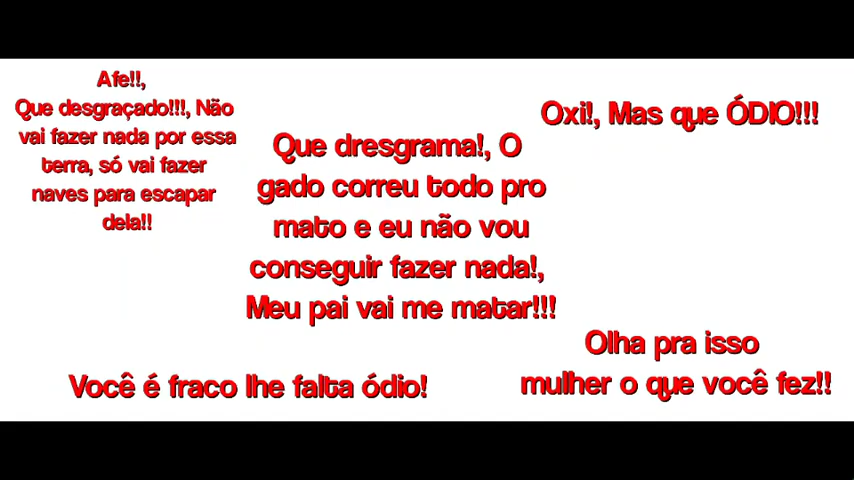 Afe!!,
Que desgraçado!!!, Não
vai fazer nada por essa
terra, só vai fazer
naves para escapar
dela!!
Que dresgrama!, O
gado correu todo pro
mato e eu não vou
conseguir fazer nada!,
Meu pai vai me matar!!!
Oxi!, Mas que ÓDIO!!!
Você é fraco lhe falta ódio!
Olha pra isso
mulher o que você fez!!